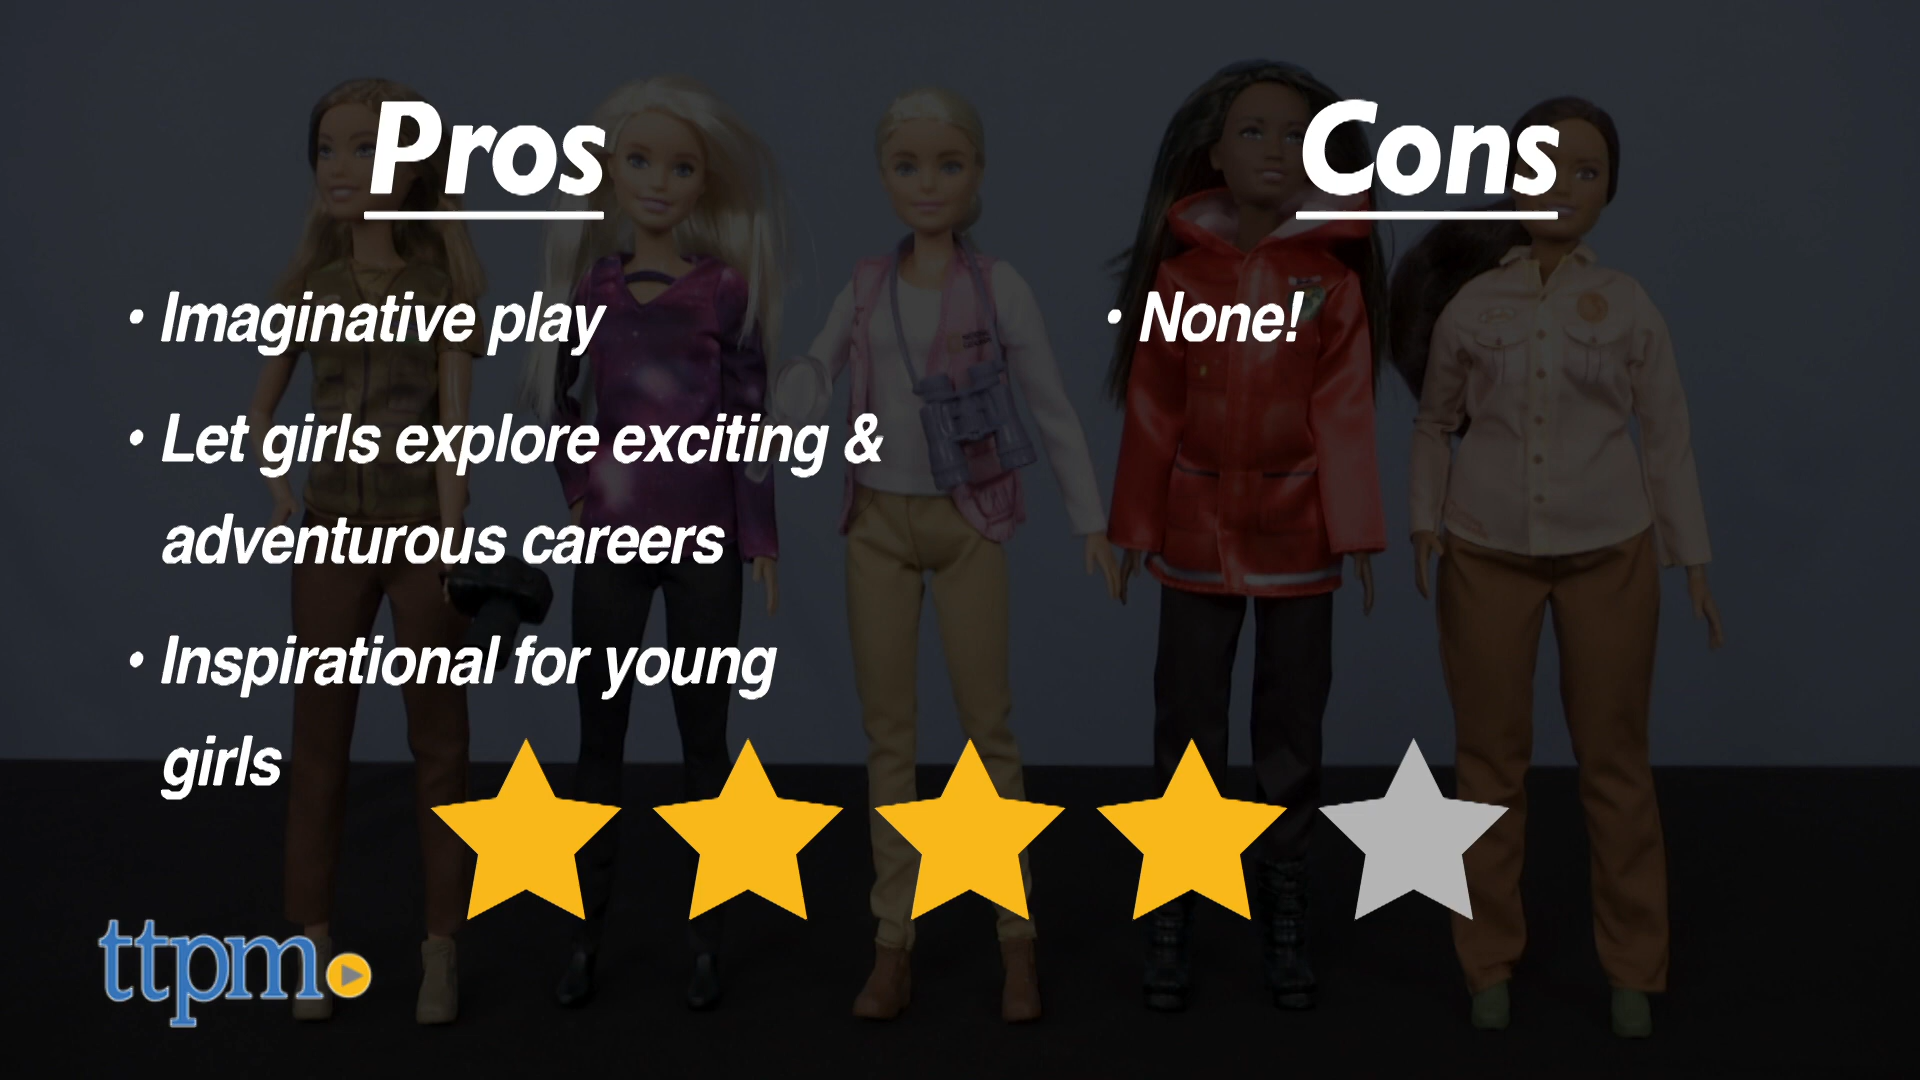 Pros
• Imaginative play
• Let girls explore exciting &
adventurous careers
• Inspirational for young
girls
Cons
• None!
ttpm